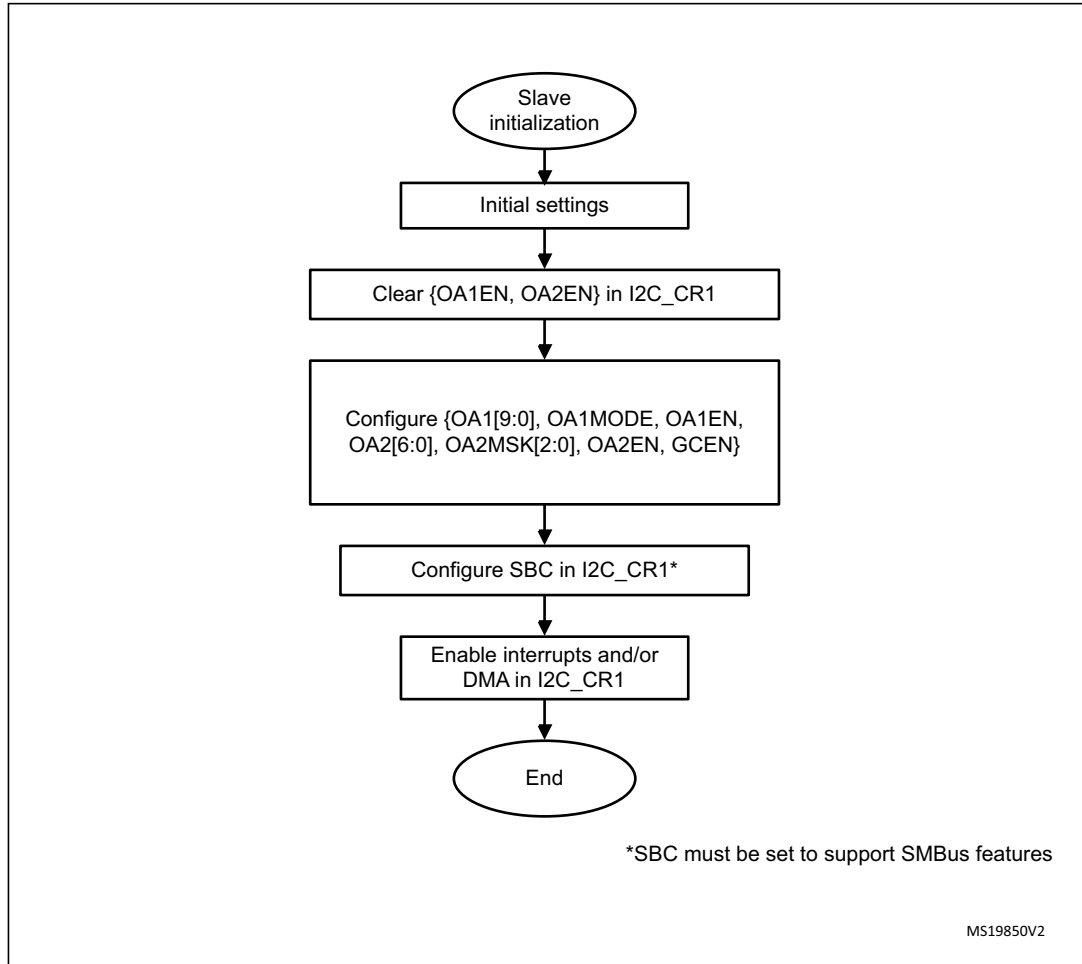 Slave
initialization
Initial settings
Clear {OA1EN, OA2EN} in I2C_CR1
Configure {OA1[9:0], OA1MODE, OA1EN,
OA2[6:0], OA2MSK[2:0], OA2EN, GCEN}
Configure SBC in I2C_CR1*
Enable interrupts and/or
DMA in I2C_CR1
End
*SBC must be set to support SMBus features
MS19850V2